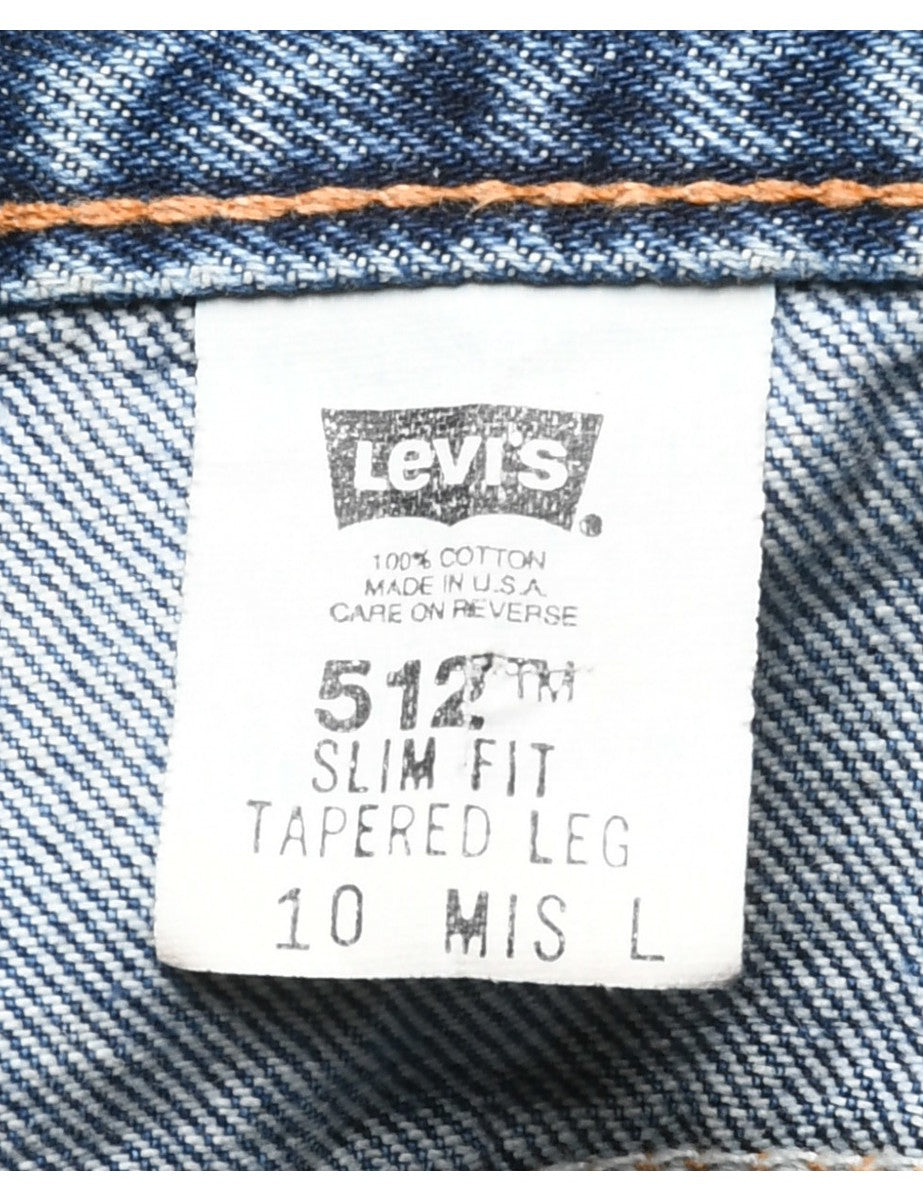 Levi's®
100% COTTON
MADE IN U.S.A.
CARE ON REVERSE
512™
SLIM FIT
TAPERED LEG
10 MIS L